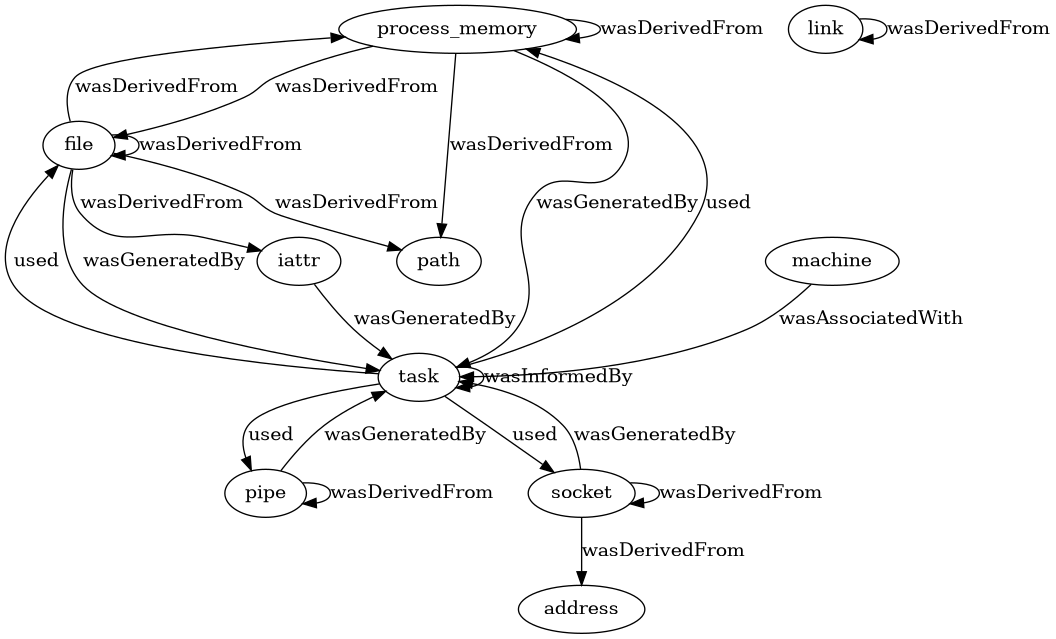 process_memory
wasDerivedFrom
link
wasDerivedFrom
wasDerivedFrom
wasDerivedFrom
file
wasDerivedFrom
wasDerivedFrom
wasDerivedFrom
wasDerivedFrom
wasGeneratedBy
used
used
wasGeneratedBy
iattr
path
machine
wasGeneratedBy
wasAssociatedWith
task
wasInformedBy
used
wasGeneratedBy
used
wasGeneratedBy
pipe
wasDerivedFrom
socket
wasDerivedFrom
wasDerivedFrom
address